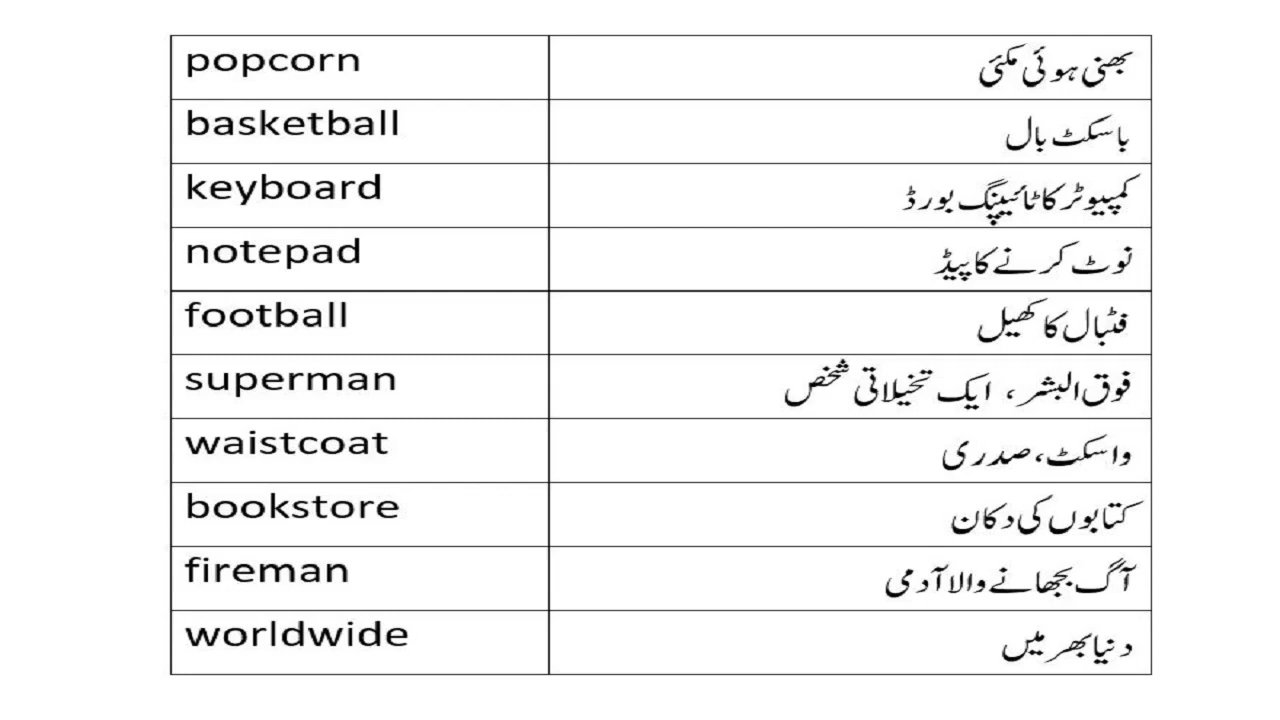 popcorn بھنی ہوئی مکئی
basketball باسکٹ بال
keyboard کمپیوٹر کا ٹائیپنگ بورڈ
notepad نوٹ کرنے کا پیڈ
football فٹبال کا کھیل
superman فوق البشر، ایک تخیلاتی شخص
waistcoat واسکٹ، صدری
bookstore کتابوں کی دکان
fireman آگ بجھانے والا آدمی
worldwide دنیا بھر میں